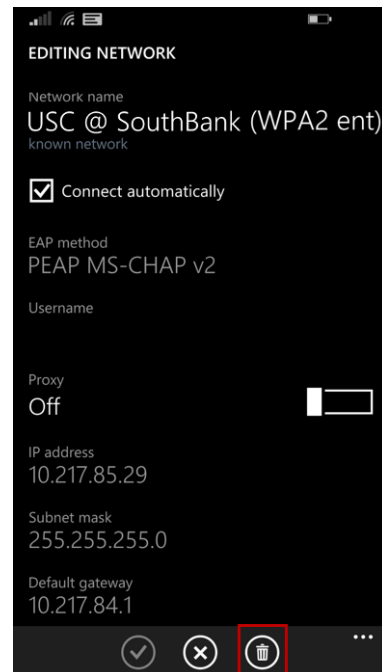 EDITING NETWORK
Network name
USC @ SouthBank (WPA2 ent)
known network
Connect automatically
EAP method
PEAP MS-CHAP v2
Username
Proxy
Off
IP address
10.217.85.29
Subnet mask
255.255.255.0
Default gateway
10.217.84.1